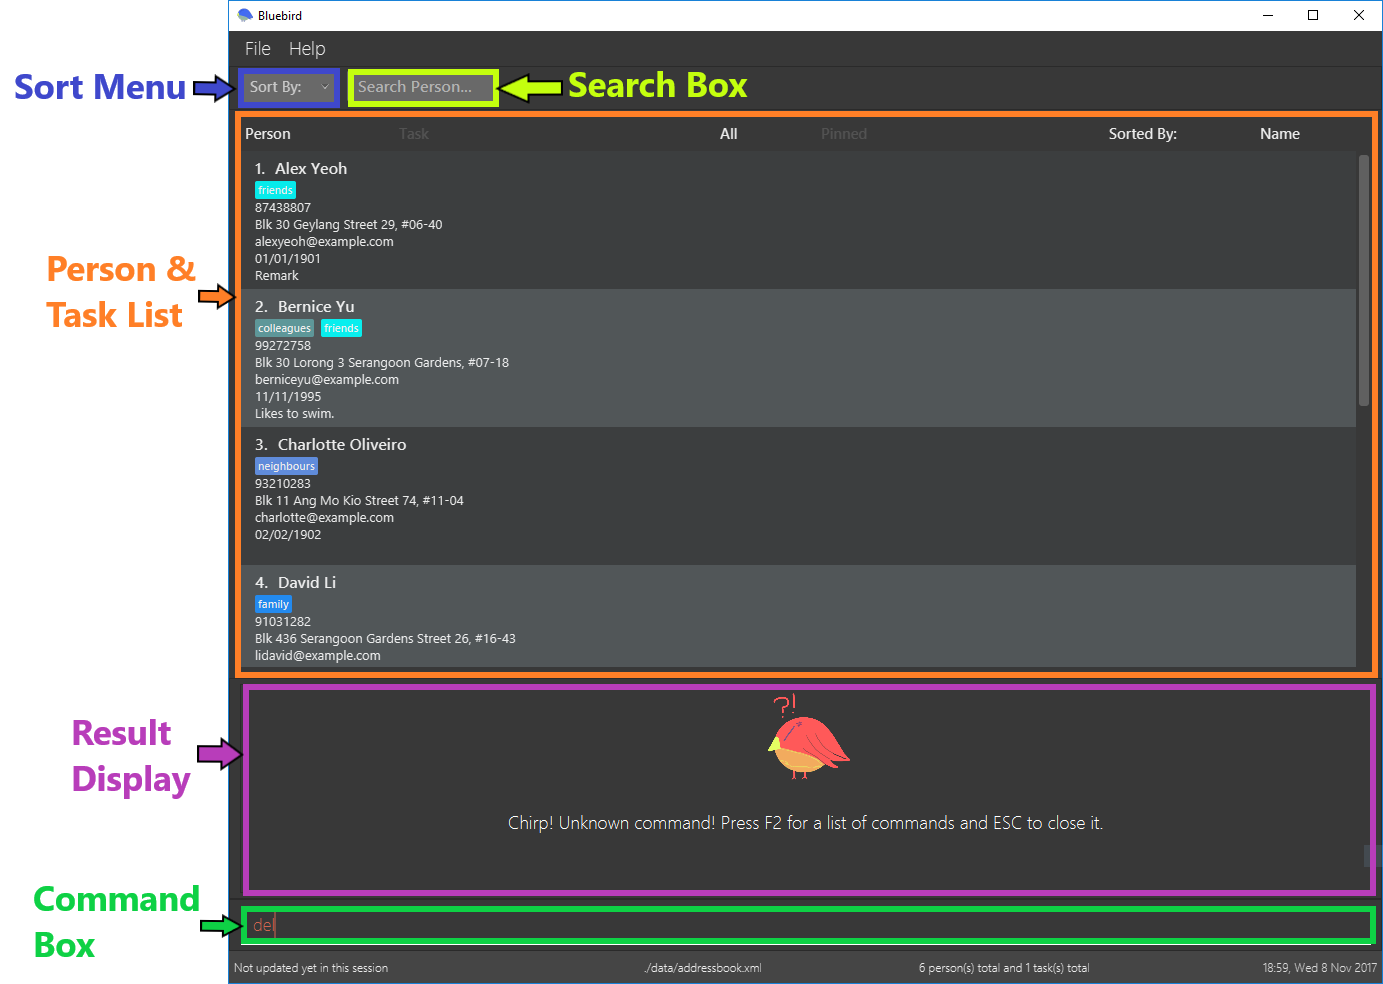 Bluebird
File Help
Sort Menu
Sort By:
Search Person...
Search Box
Person Task All Pinned Sorted By: Name
1. Alex Yeoh
friends
87438807
Blk 30 Geylang Street 29, #06-40
alexyeoh@example.com
01/01/1901
Remark
Person &
Task List
2. Bernice Yu
colleagues friends
99272758
Blk 30 Lorong 3 Serangoon Gardens, #07-18
berniceyu@example.com
11/11/1995
Likes to swim.
3. Charlotte Oliveiro
neighbours
93210283
Blk 11 Ang Mo Kio Street 74, #11-04
charlotte@example.com
02/02/1902
4. David Li
family
91031282
Blk 436 Serangoon Gardens Street 26, #16-43
lidavid@example.com
Result
Display
?!
Chirp! Unknown command! Press F2 for a list of commands and ESC to close it.
Command
Box
del
Not updated yet in this session ./data/addressbook.xml 6 person(s) total and 1 task(s) total 18:59, Wed 8 Nov 2017